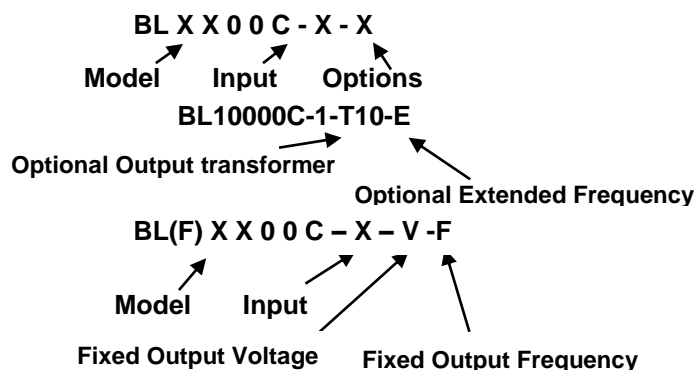 BL X X 0 0 C - X - X
Model Input Options
BL10000C-1-T10-E
Optional Output transformer
Optional Extended Frequency
BL(F) X X 0 0 C – X – V -F
Model Input
Fixed Output Voltage Fixed Output Frequency